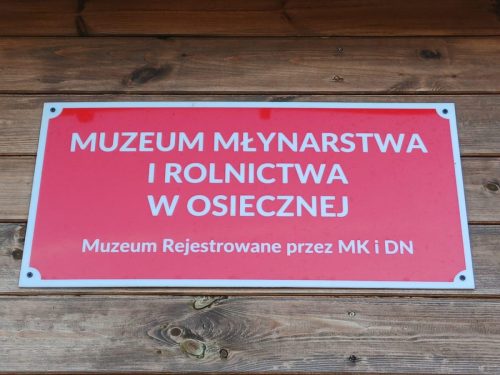 MUZEUM MŁYNARSTWA
I ROLNICTWA
W OSIECZNEJ
Muzeum Rejestrowane przez MK i DN